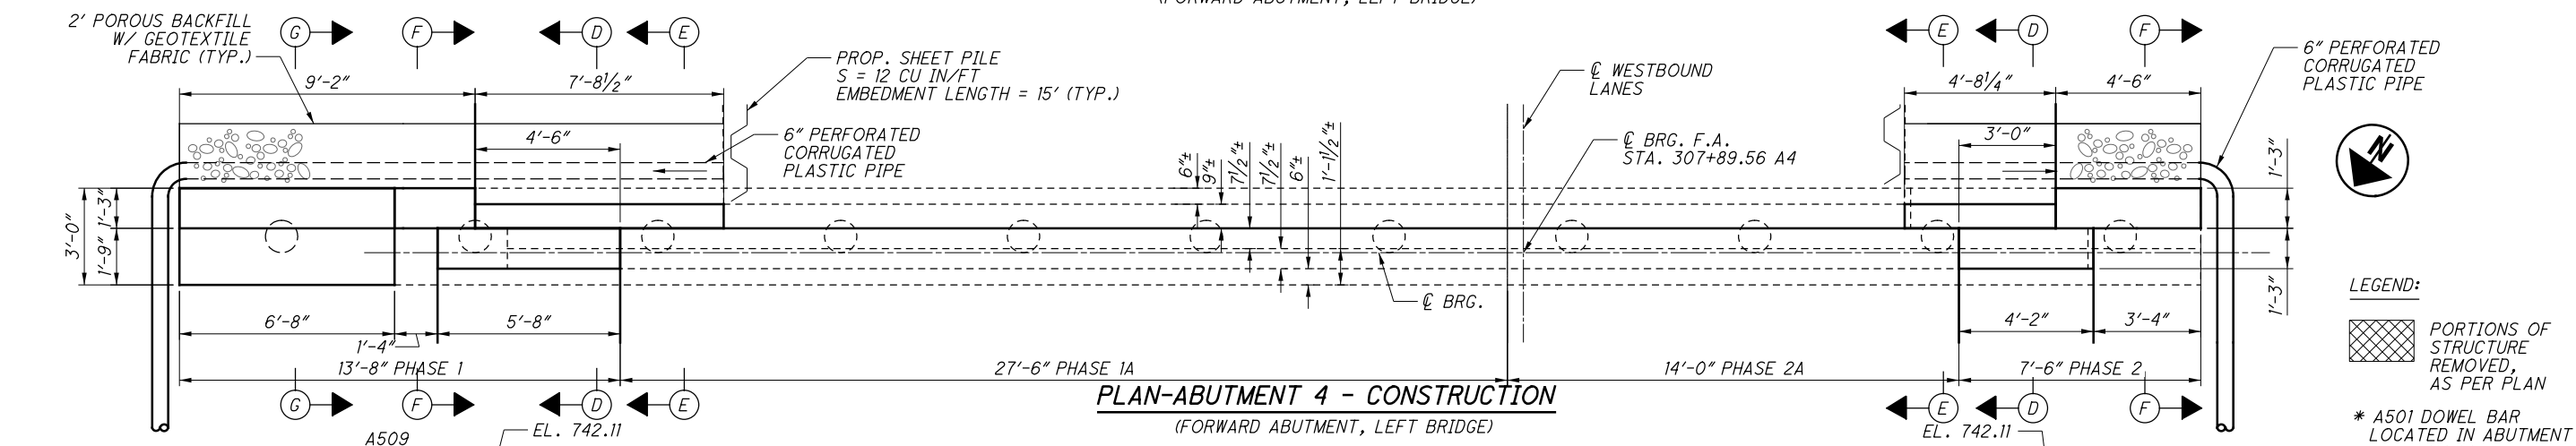 (FORWARD ABUTMENT, LEFT BRIDGE)
2' POROUS BACKFILL
W/ GEOTEXTILE
FABRIC (TYP.)
G
F
D
E
9'-2"
7'-8½"
4'-6"
PROP. SHEET PILE
S = 12 CU IN/FT
EMBEDMENT LENGTH = 15' (TYP.)
6" PERFORATED
CORRUGATED
PLASTIC PIPE
℄ WESTBOUND
LANES
℄ BRG. F.A.
STA. 307+89.56 A4
E
D
F
4'-8¼"
4'-6"
3'-0"
6" PERFORATED
CORRUGATED
PLASTIC PIPE
N
6"±
9"±
7½"±
7½"±
6"±
1'-1½"±
3'-0"
1'-3"
1'-9"
1'-3"
1'-3"
℄ BRG.
6'-8"
1'-4"
5'-8"
4'-2"
3'-4"
13'-8" PHASE 1
27'-6" PHASE 1A
14'-0" PHASE 2A
7'-6" PHASE 2
G
F
D
E
E
D
F
PLAN-ABUTMENT 4 - CONSTRUCTION
(FORWARD ABUTMENT, LEFT BRIDGE)
A509
EL. 742.11
EL. 742.11
LEGEND:
PORTIONS OF
STRUCTURE
REMOVED,
AS PER PLAN
* A501 DOWEL BAR
LOCATED IN ABUTMENT